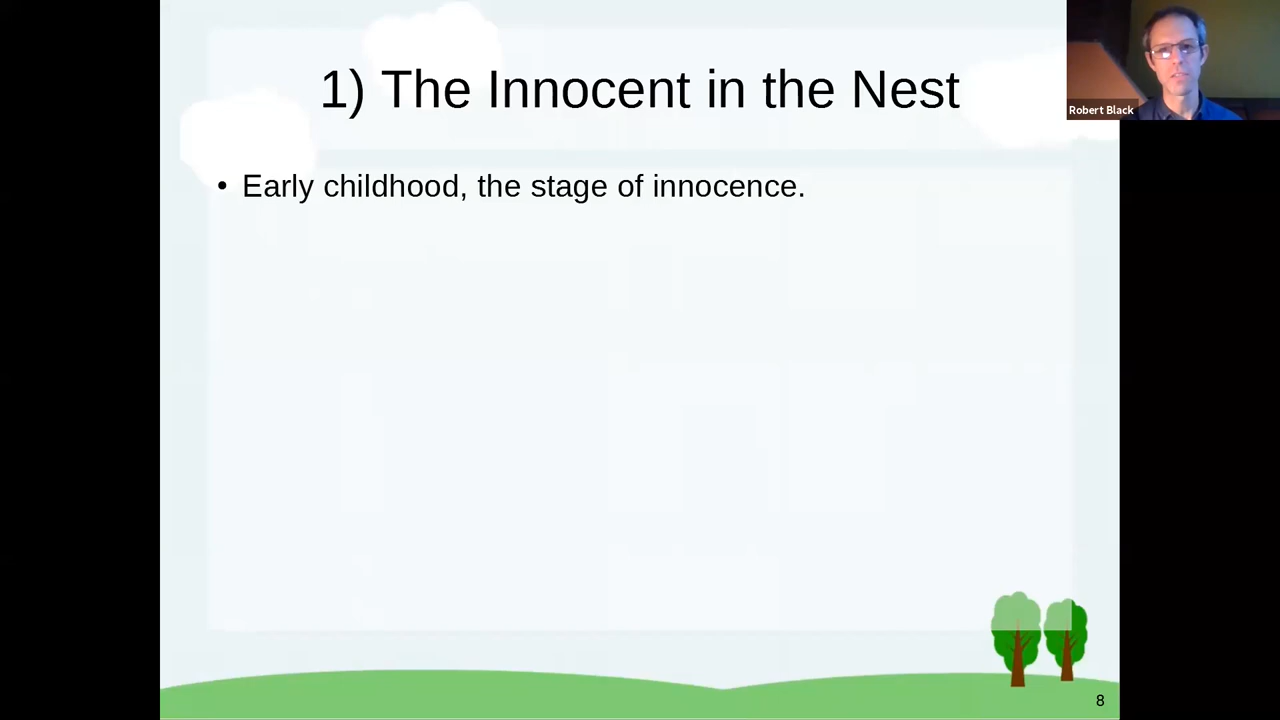 1) The Innocent in the Nest
Robert Black
• Early childhood, the stage of innocence.
8